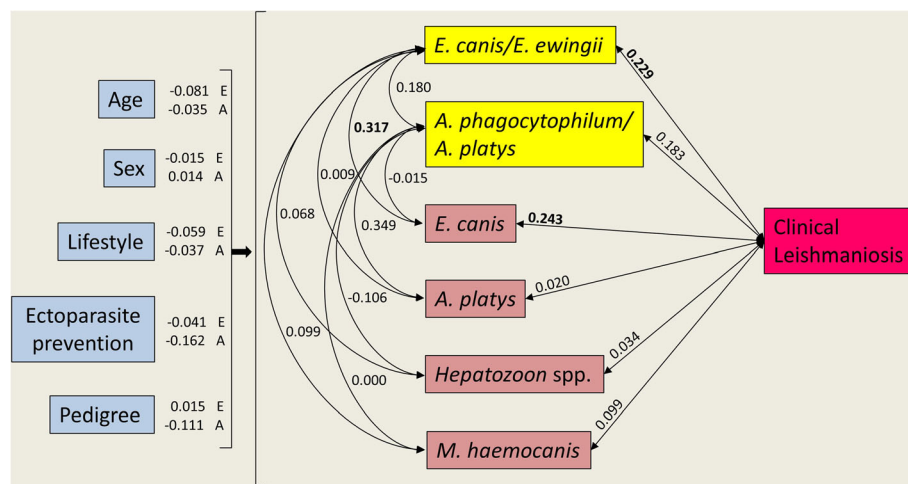 Age
-0.081 E
-0.035 A
Sex
-0.015 E
0.014 A
Lifestyle
-0.059 E
-0.037 A
Ectoparasite
prevention
-0.041 E
-0.162 A
Pedigree
0.015 E
-0.111 A
E. canis/E. ewingii
0.229
0.180
A. phagocytophilum/
A. platys
0.317
0.183
0.009
-0.015
0.068
0.349
E. canis
0.243
Clinical
Leishmaniosis
A. platys
0.020
-0.106
0.099
0.034
Hepatozoon spp.
0.000
0.099
M. haemocanis